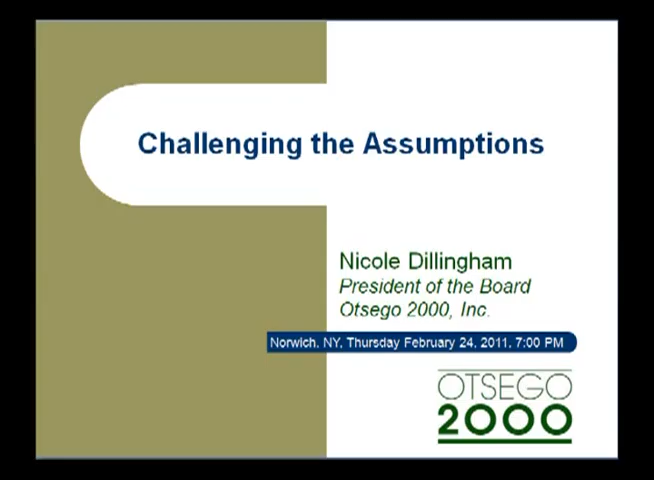 Challenging the Assumptions
Nicole Dillingham
President of the Board
Otsego 2000, Inc.
Norwich, NY, Thursday February 24, 2011, 7:00 PM
OTSEGO
2000